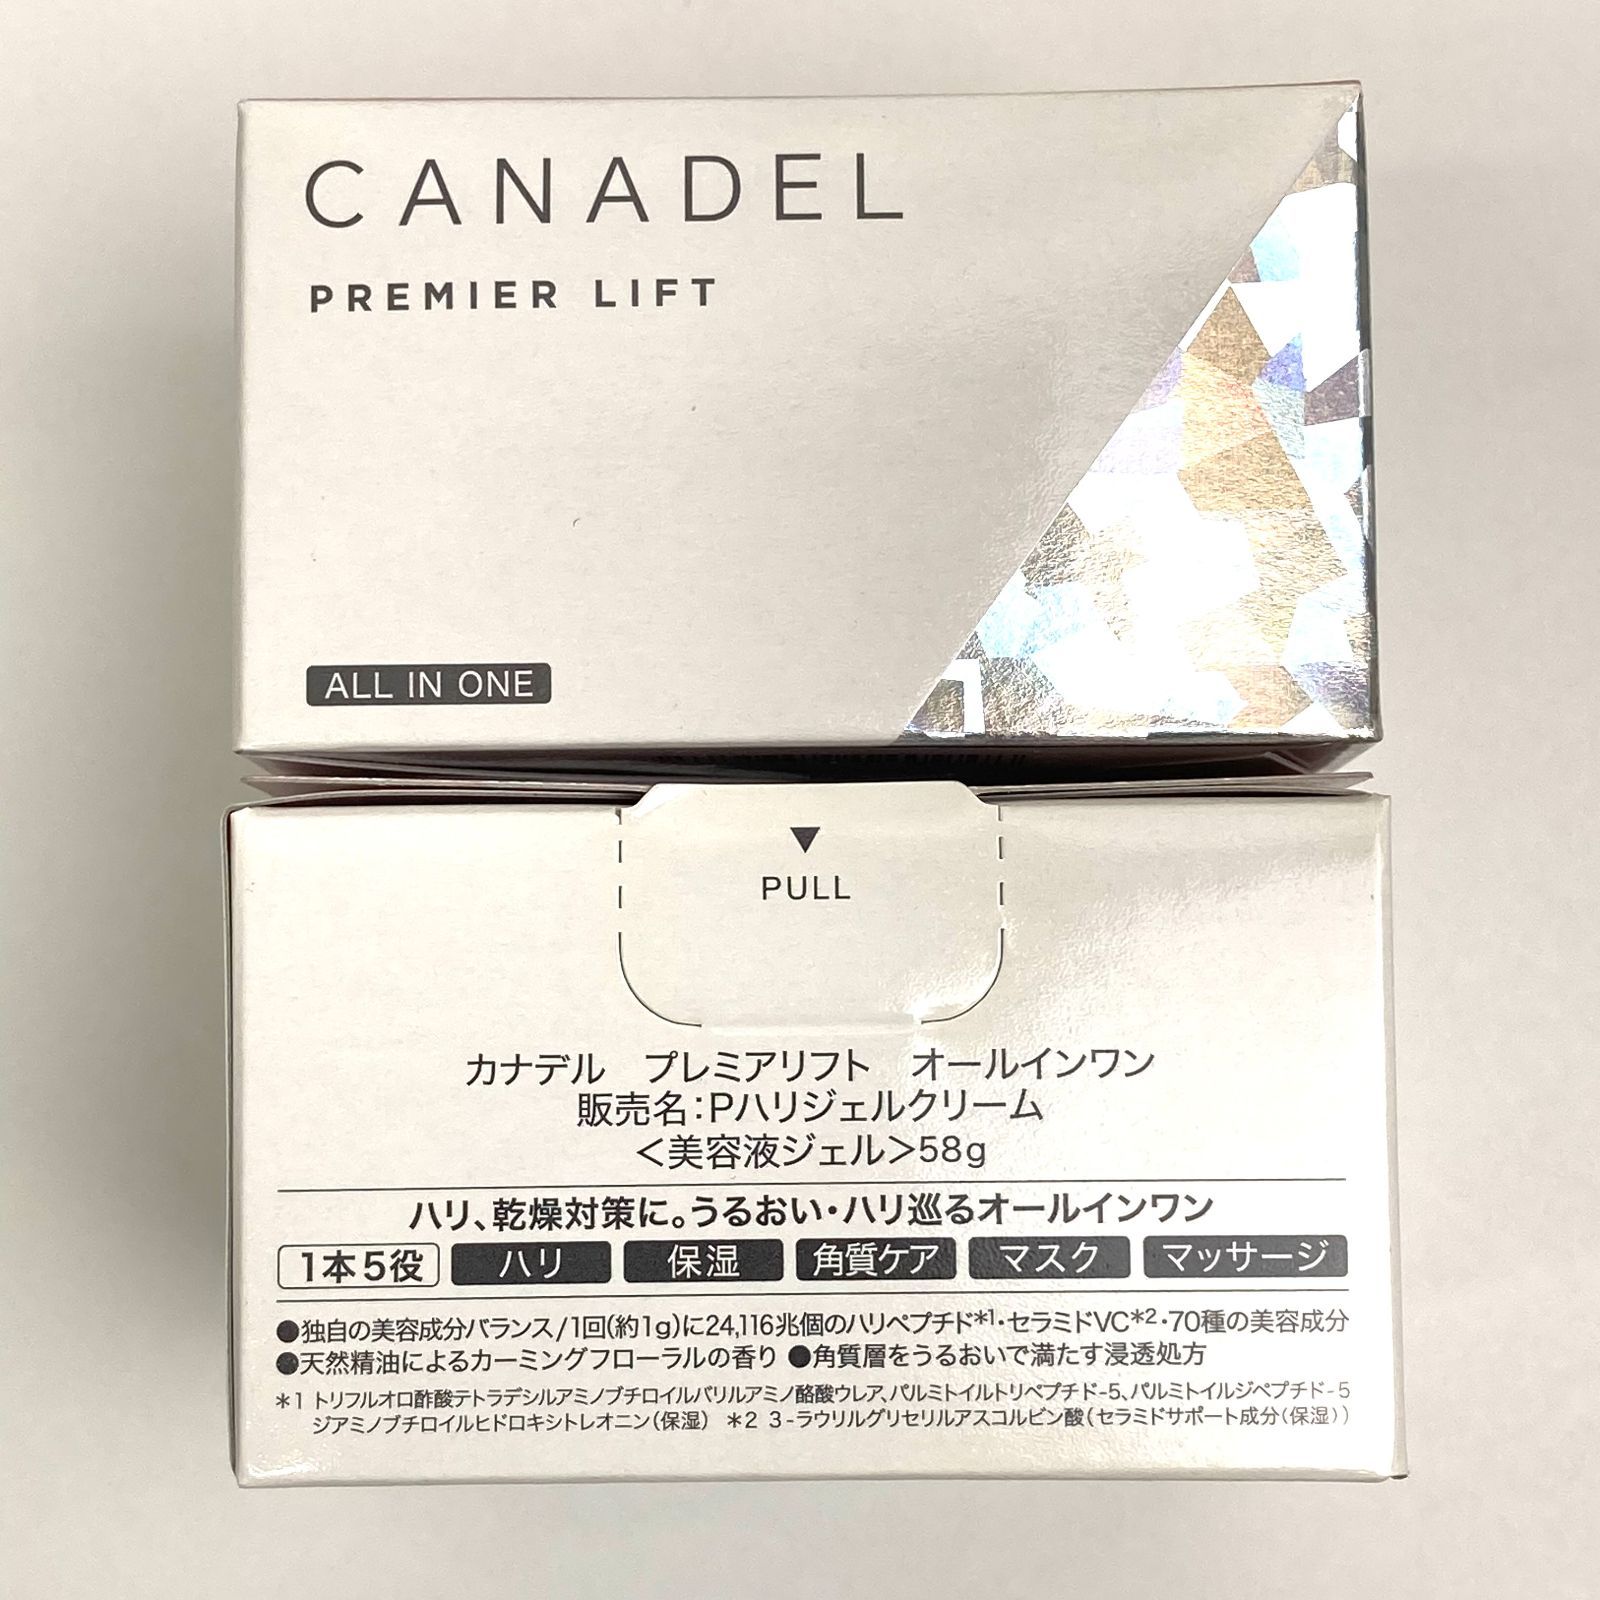 CANADEL
PREMIER LIFT
ALL IN ONE
▼
PULL
カナデル　プレミアリフト　オールインワン
販売名：Pハリジェルクリーム
＜美容液ジェル＞58g
ハリ、乾燥対策に。うるおい・ハリ巡るオールインワン
1本5役 ハリ 保湿 角質ケア マスク マッサージ
●独自の美容成分バランス/1回(約1g)に24,116兆個のハリペプチド*1・セラミドVC*2・70種の美容成分
●天然精油によるカーミングフローラルの香り ●角質層をうるおいで満たす浸透処方
＊1 トリフルオロ酢酸テトラデシルアミノブチロイルバリルアミノ酪酸ウレア、パルミトイルトリペプチド-5、パルミトイルジペプチド-5
ジアミノブチロイルヒドロキシトレオニン（保湿） ＊2 3-ラウリルグリセリルアスコルビン酸（セラミドサポート成分（保湿））